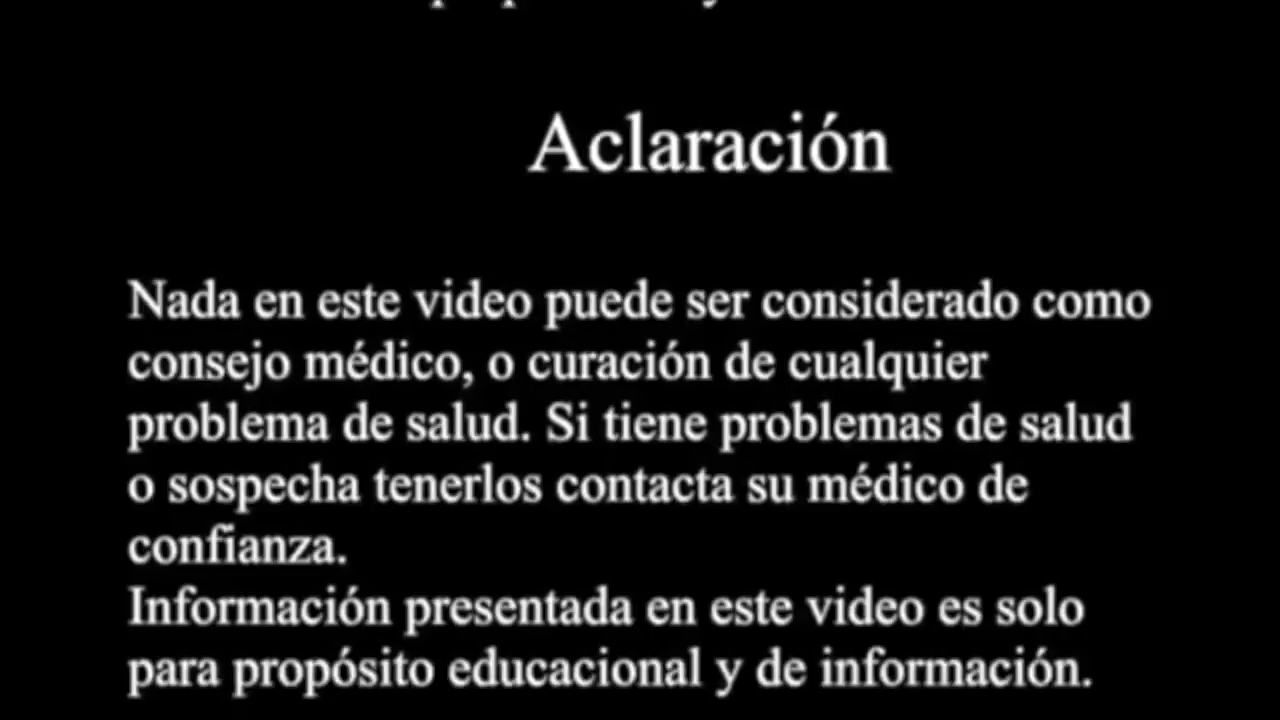 Aclaración
Nada en este video puede ser considerado como
consejo médico, o curación de cualquier
problema de salud. Si tiene problemas de salud
o sospecha tenerlos contacta su médico de
confianza.
Información presentada en este video es solo
para propósito educacional y de información.